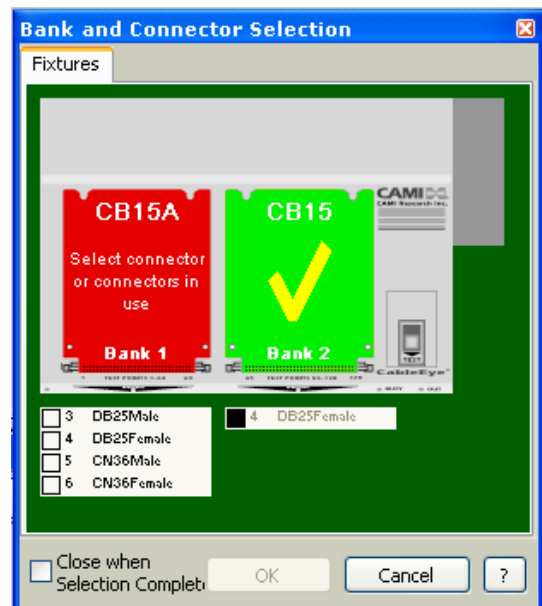 Bank and Connector Selection
Fixtures
CB15A
Select connector
or connectors in
use
Bank 1
CB15
Bank 2
CAMI
CAMI Research Inc.
TEST
CableEye
3 DB25Male
4 DB25Female
5 CN36Male
6 CN36Female
4 DB25Female
Close when
Selection Complet
OK
Cancel
?